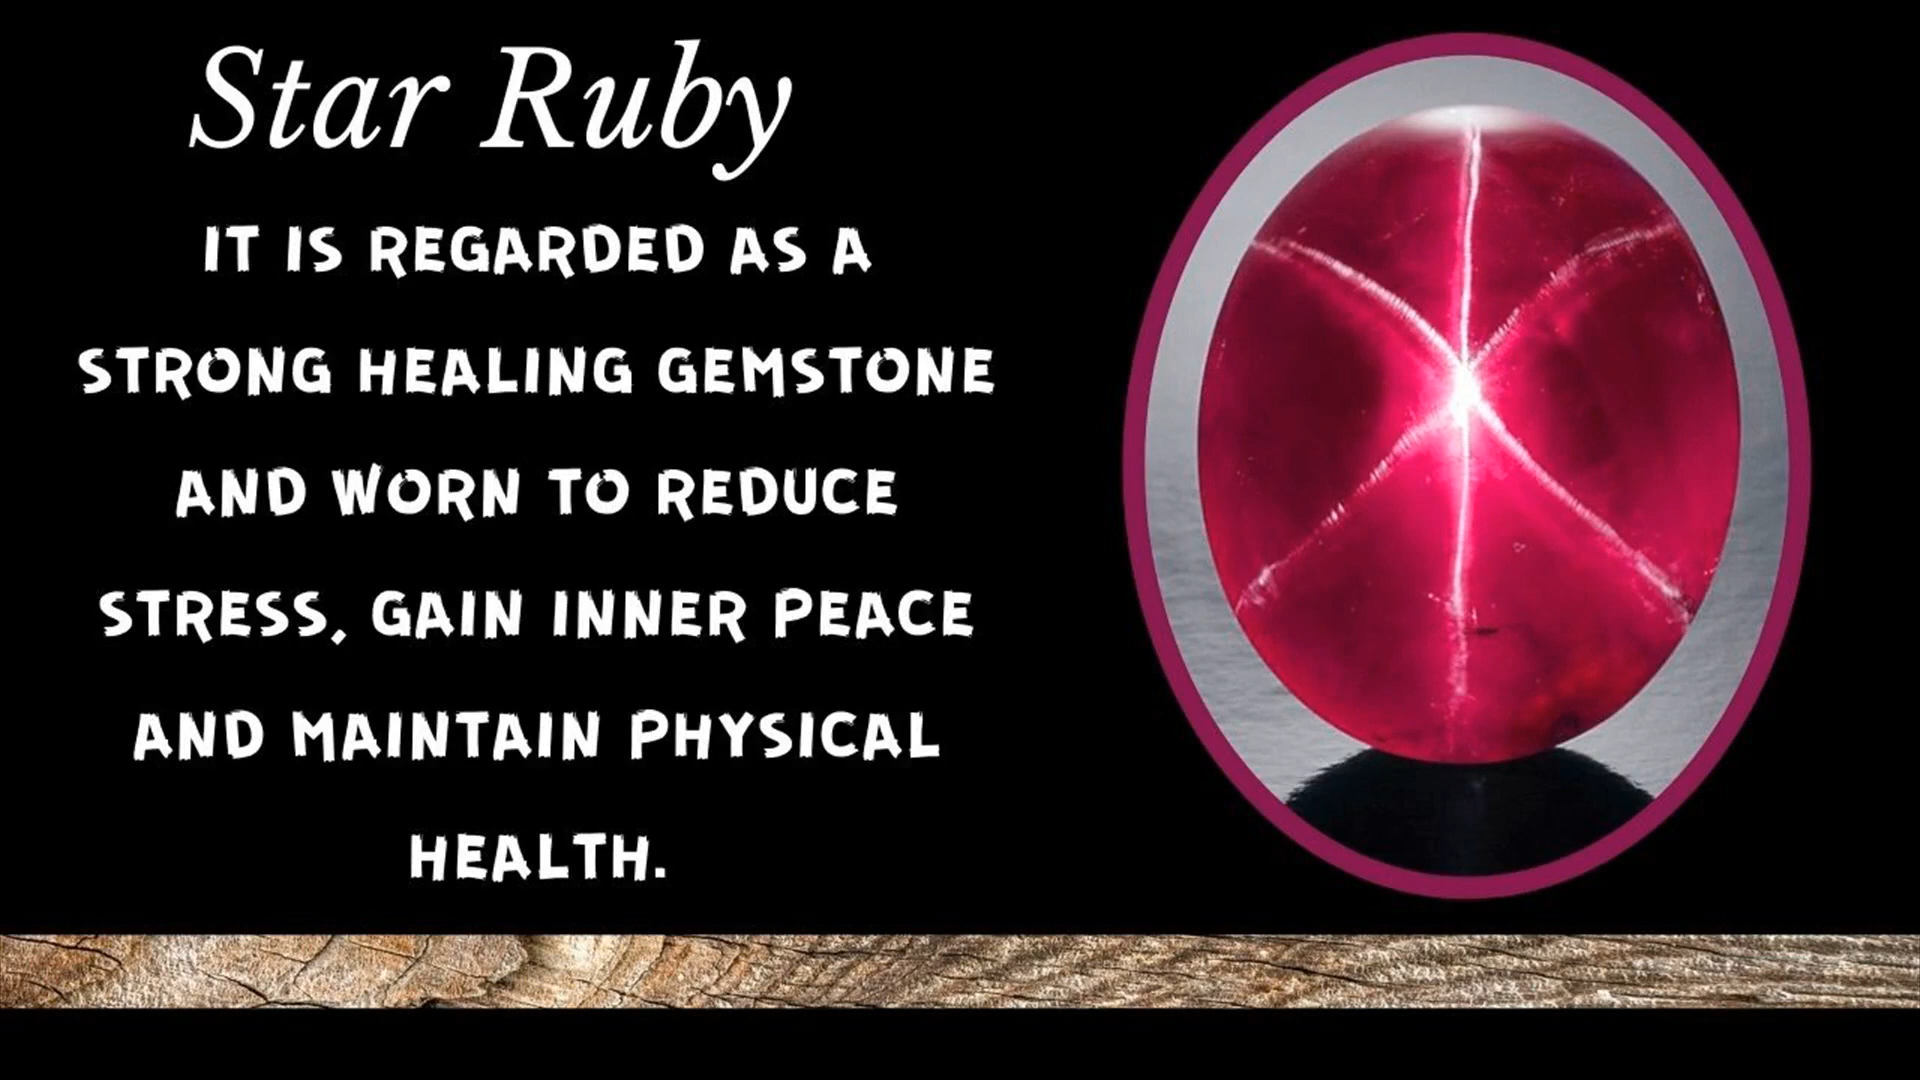 Star Ruby
IT IS REGARDED AS A
STRONG HEALING GEMSTONE
AND WORN TO REDUCE
STRESS, GAIN INNER PEACE
AND MAINTAIN PHYSICAL
HEALTH.